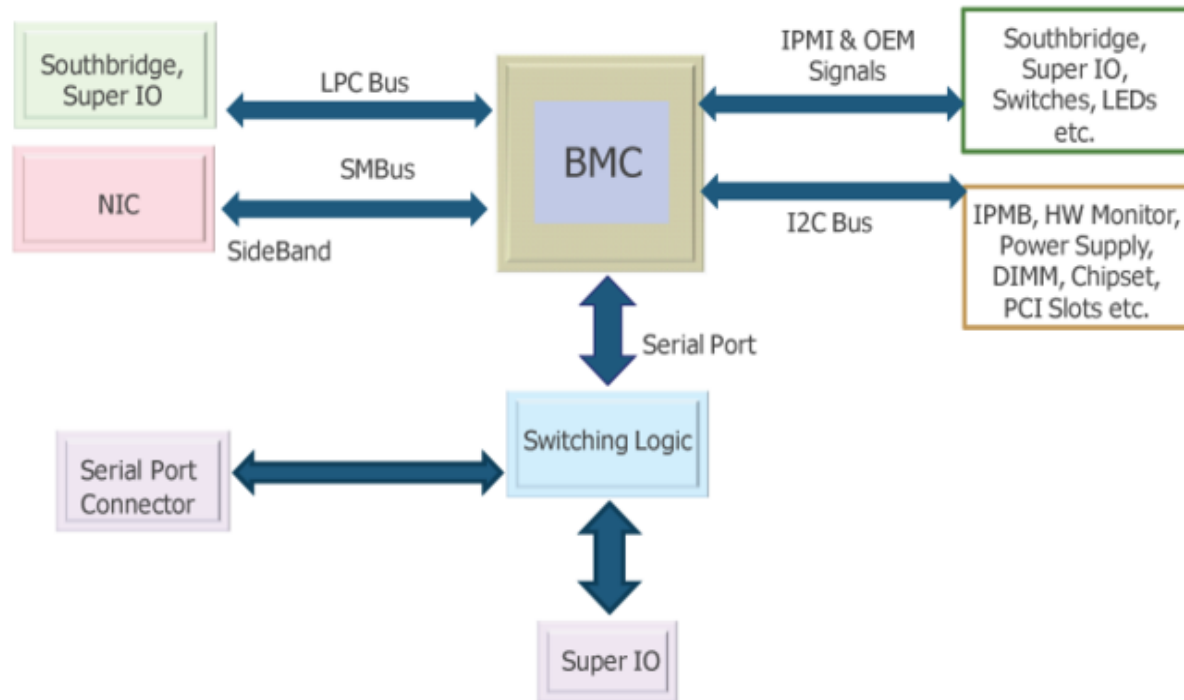 Southbridge,
Super IO
LPC Bus
NIC
SMBus
SideBand
BMC
IPMI & OEM
Signals
Southbridge,
Super IO,
Switches, LEDs
etc.
I2C Bus
IPMB, HW Monitor,
Power Supply,
DIMM, Chipset,
PCI Slots etc.
Serial Port
Switching Logic
Serial Port
Connector
Super IO